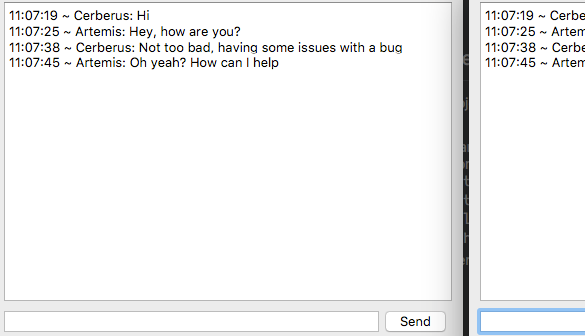 11:07:19 ~ Cerberus: Hi
11:07:25 ~ Artemis: Hey, how are you?
11:07:38 ~ Cerberus: Not too bad, having some issues with a bug
11:07:45 ~ Artemis: Oh yeah? How can I help
Send
11:07:19 ~ Cerbe
11:07:25 ~ Artem
11:07:38 ~ Cerbe
11:07:45 ~ Artem